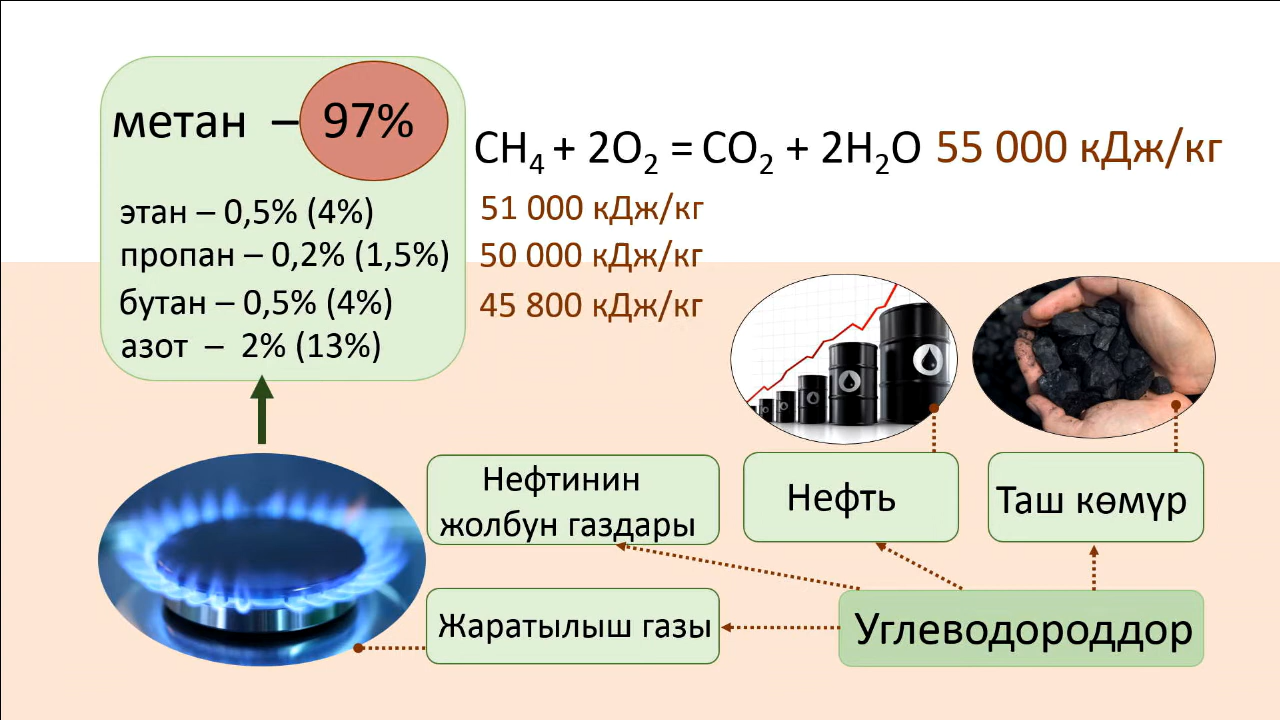 метан – 97%
CH₄ + 2O₂ = CO₂ + 2H₂O 55 000 кДж/кг
этан – 0,5% (4%) 51 000 кДж/кг
пропан – 0,2% (1,5%) 50 000 кДж/кг
бутан – 0,5% (4%) 45 800 кДж/кг
азот – 2% (13%)
Нефтинин
жолбун газдары
Нефть
Таш көмүр
Жаратылыш газы
Углеводороддор